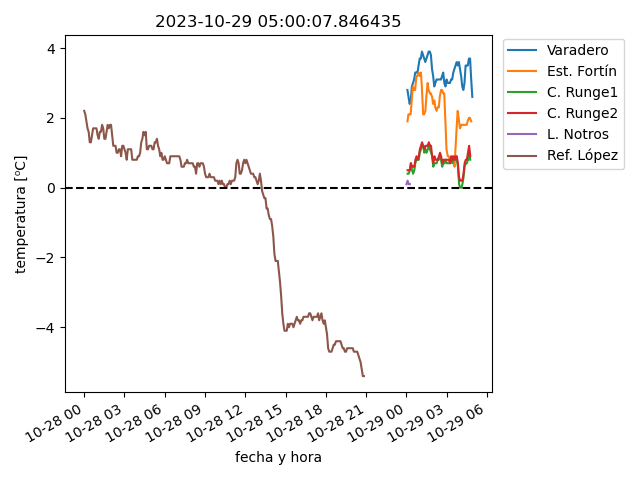 2023-10-29 05:00:07.846435
temperatura [ºC]
4
2
0
−2
−4
10-28 00
10-28 03
10-28 06
10-28 09
10-28 12
10-28 15
10-28 18
10-28 21
10-29 00
10-29 03
10-29 06
fecha y hora
Varadero
Est. Fortín
C. Runge1
C. Runge2
L. Notros
Ref. López